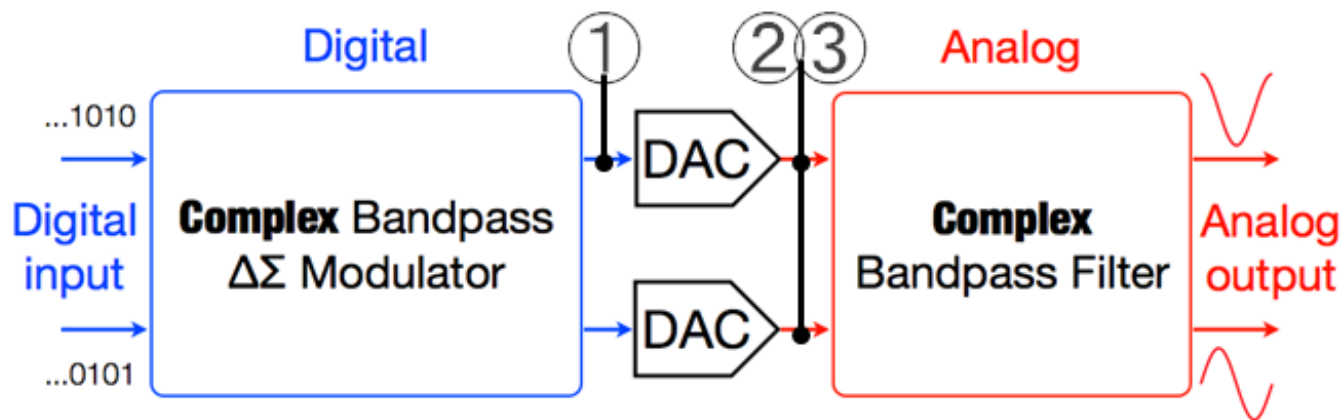 Digital
①
②③
Analog
...1010
DAC
Digital
input
Complex Bandpass
ΔΣ Modulator
Complex
Bandpass Filter
Analog
output
DAC
...0101